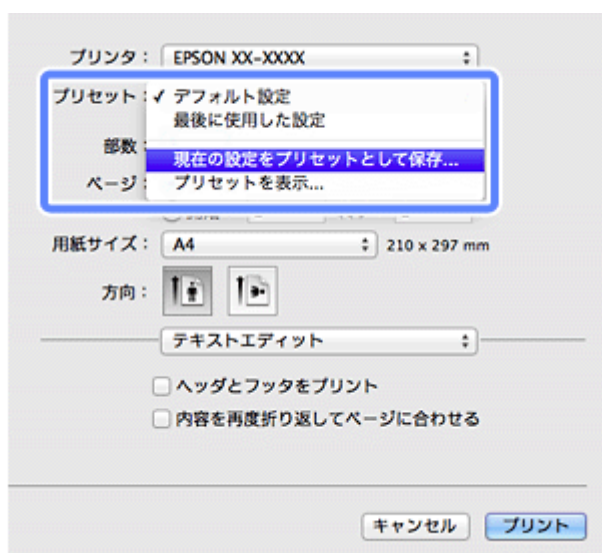 プリンタ： EPSON XX-XXXX
プリセット： ✓ デフォルト設定
最後に使用した設定
部数：
現在の設定をプリセットとして保存...
ページ： プリセットを表示...
用紙サイズ： A4 210 x 297 mm
方向：
テキストエディット
ヘッダとフッタをプリント
内容を再度折り返してページに合わせる
キャンセル プリント